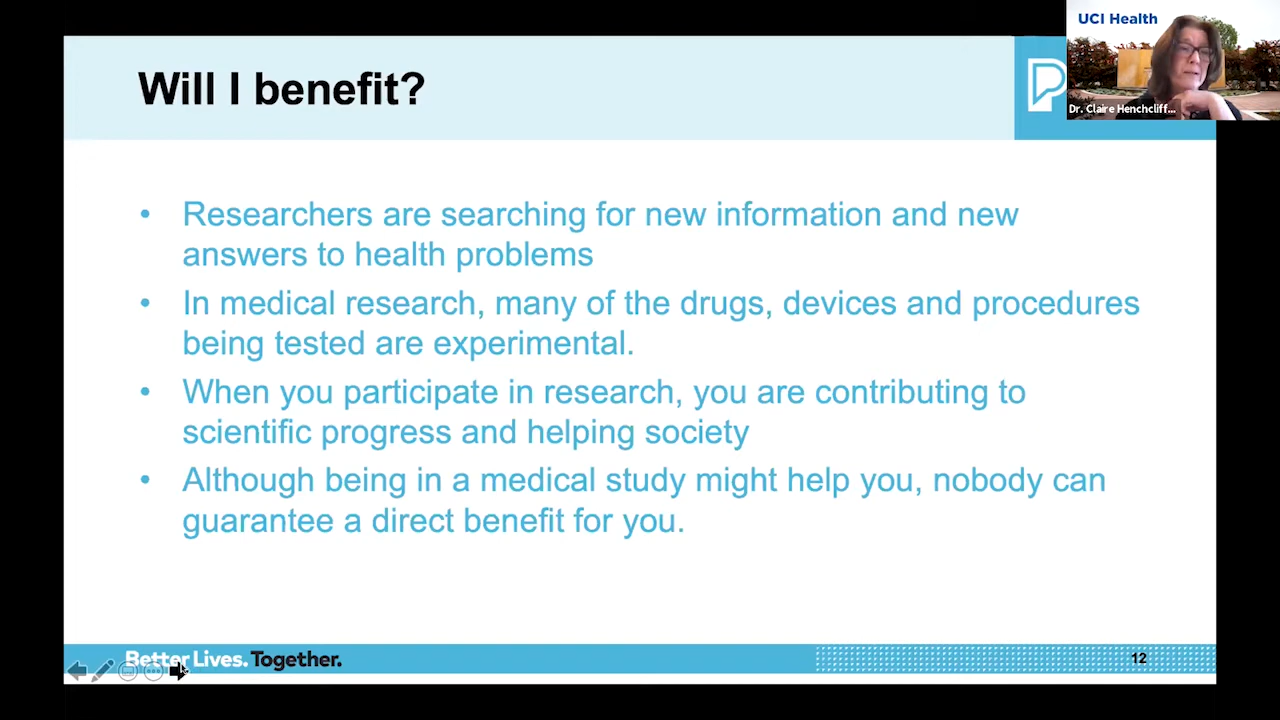 UCI Health
Dr. Claire Henchcliff...
Will I benefit?
• Researchers are searching for new information and new
answers to health problems
• In medical research, many of the drugs, devices and procedures
being tested are experimental.
• When you participate in research, you are contributing to
scientific progress and helping society
• Although being in a medical study might help you, nobody can
guarantee a direct benefit for you.
Better Lives. Together.
12